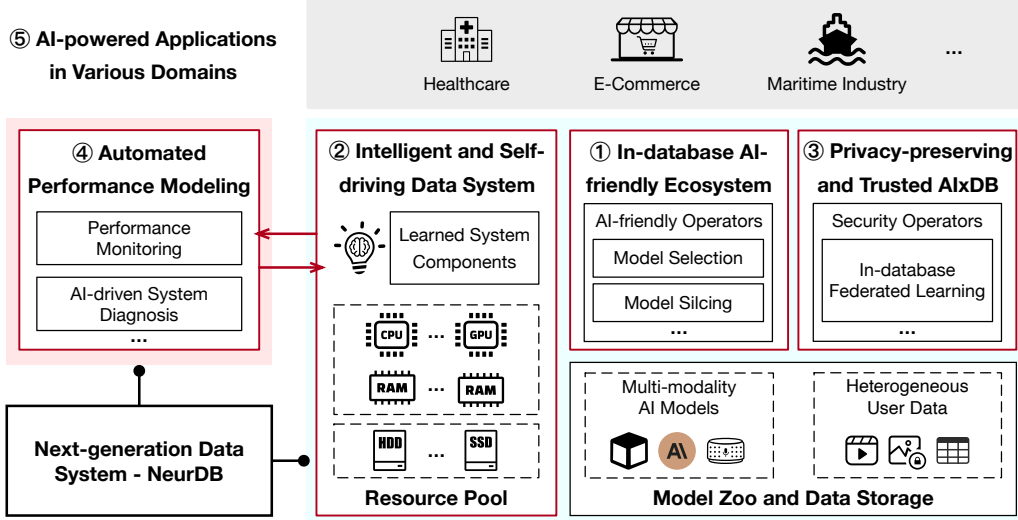 ⑤ AI-powered Applications
in Various Domains
Healthcare
E-Commerce
Maritime Industry
...
④ Automated
Performance Modeling
Performance
Monitoring
AI-driven System
Diagnosis
...
② Intelligent and Self-
driving Data System
Learned System
Components
CPU
...
GPU
RAM
...
RAM
HDD
...
SSD
Resource Pool
① In-database AI-
friendly Ecosystem
AI-friendly Operators
Model Selection
Model Silcing
...
③ Privacy-preserving
and Trusted AIxDB
Security Operators
In-database
Federated Learning
...
Multi-modality
AI Models
A\
Heterogeneous
User Data
Model Zoo and Data Storage
Next-generation Data
System - NeurDB